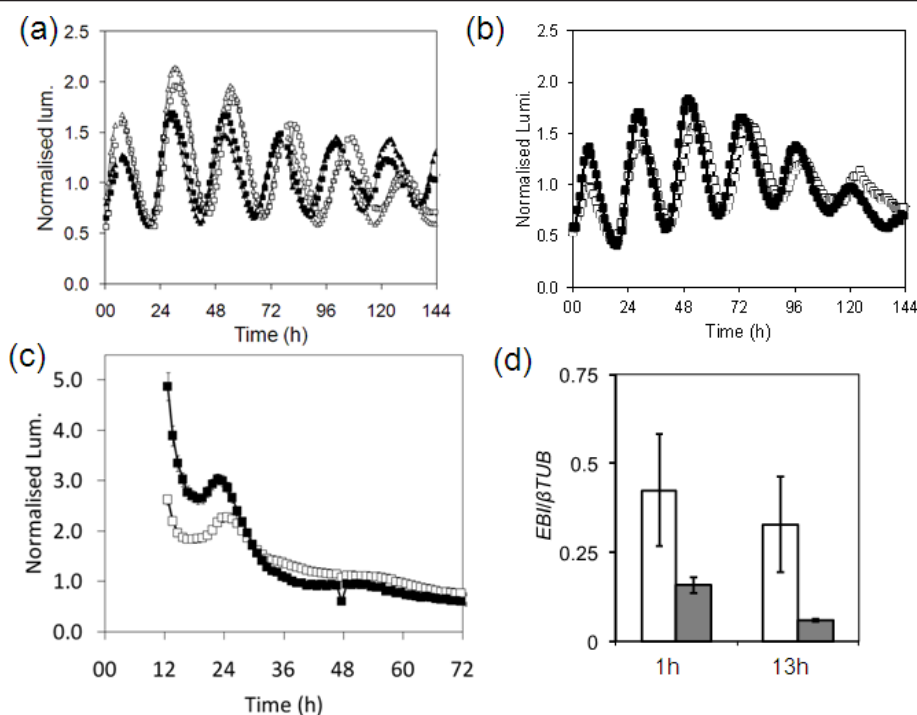 (a)
2.5
2.0
1.5
1.0
0.5
0.0
Normalised lum.
00 24 48 72 96 120 144
Time (h)
(b)
2.5
2.0
1.5
1.0
0.5
0.0
Normalised Lumi.
00 24 48 72 96 120 144
Time (h)
(c)
5.0
4.0
3.0
2.0
1.0
0.0
Normalised Lum.
00 12 24 36 48 60 72
Time (h)
(d)
0.75
0.5
0.25
0
EBI/βTUB
1h 13h